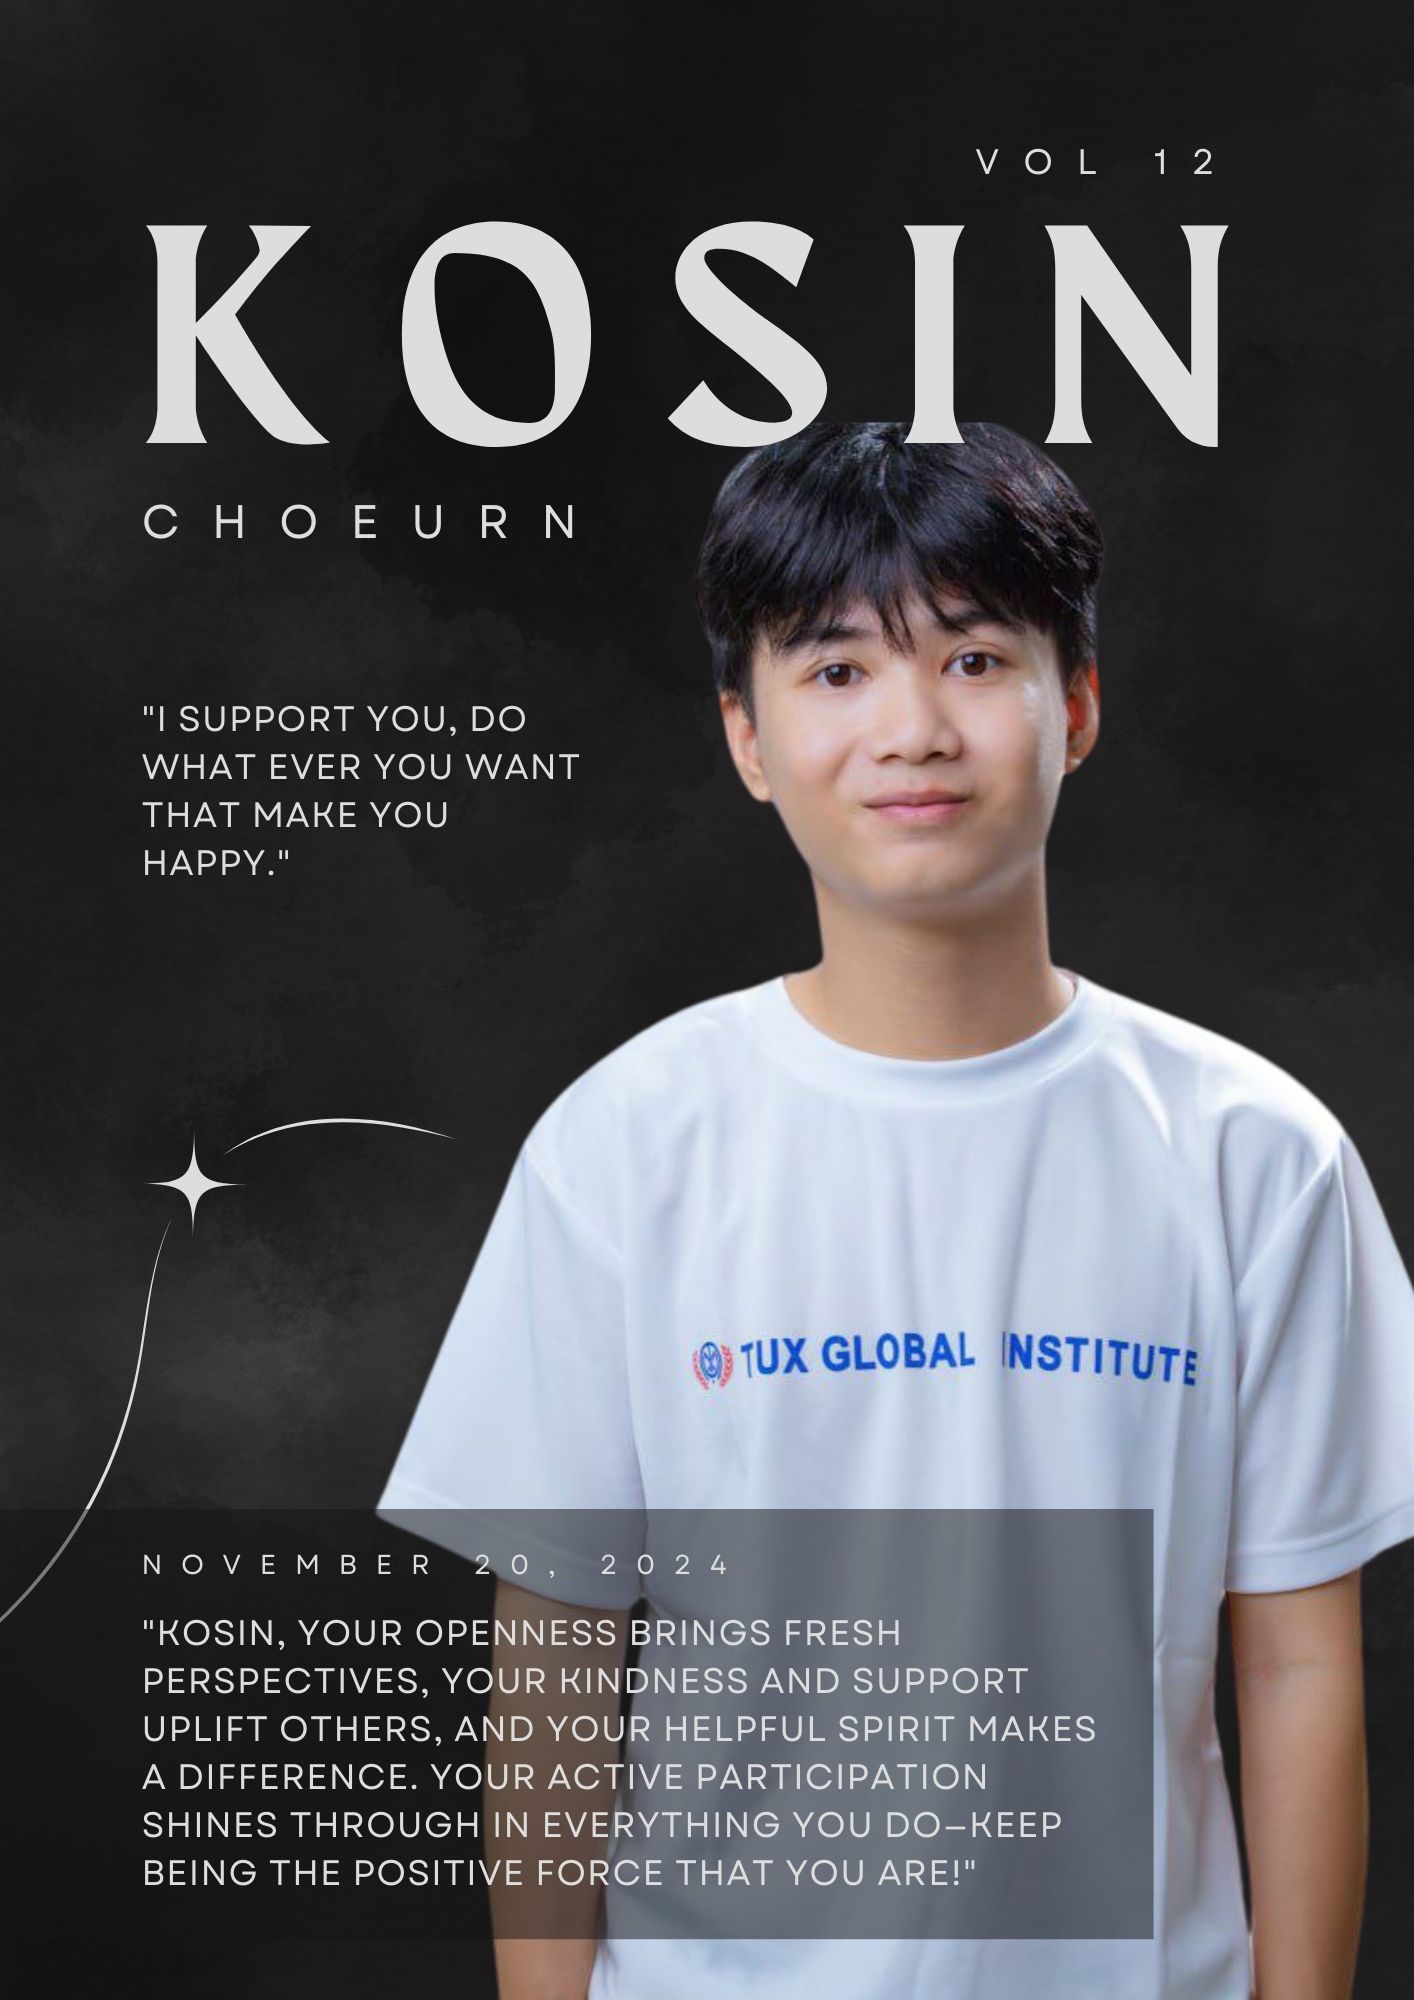 VOL 12
KOSIN
CHOEURN
"I SUPPORT YOU, DO
WHAT EVER YOU WANT
THAT MAKE YOU
HAPPY."
TUX GLOBAL INSTITUTE
NOVEMBER 20, 2024
"KOSIN, YOUR OPENNESS BRINGS FRESH
PERSPECTIVES, YOUR KINDNESS AND SUPPORT
UPLIFT OTHERS, AND YOUR HELPFUL SPIRIT MAKES
A DIFFERENCE. YOUR ACTIVE PARTICIPATION
SHINES THROUGH IN EVERYTHING YOU DO—KEEP
BEING THE POSITIVE FORCE THAT YOU ARE!"